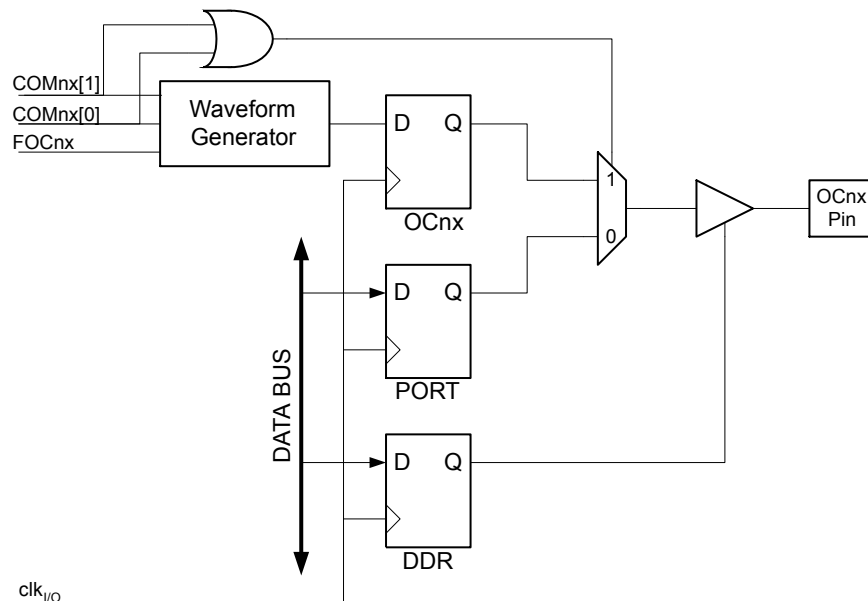 COMnx[1]
COMnx[0]
FOCnx
Waveform
Generator
D Q
OCnx
1
0
OCnx
Pin
D Q
PORT
DATA BUS
D Q
DDR
clkI/O